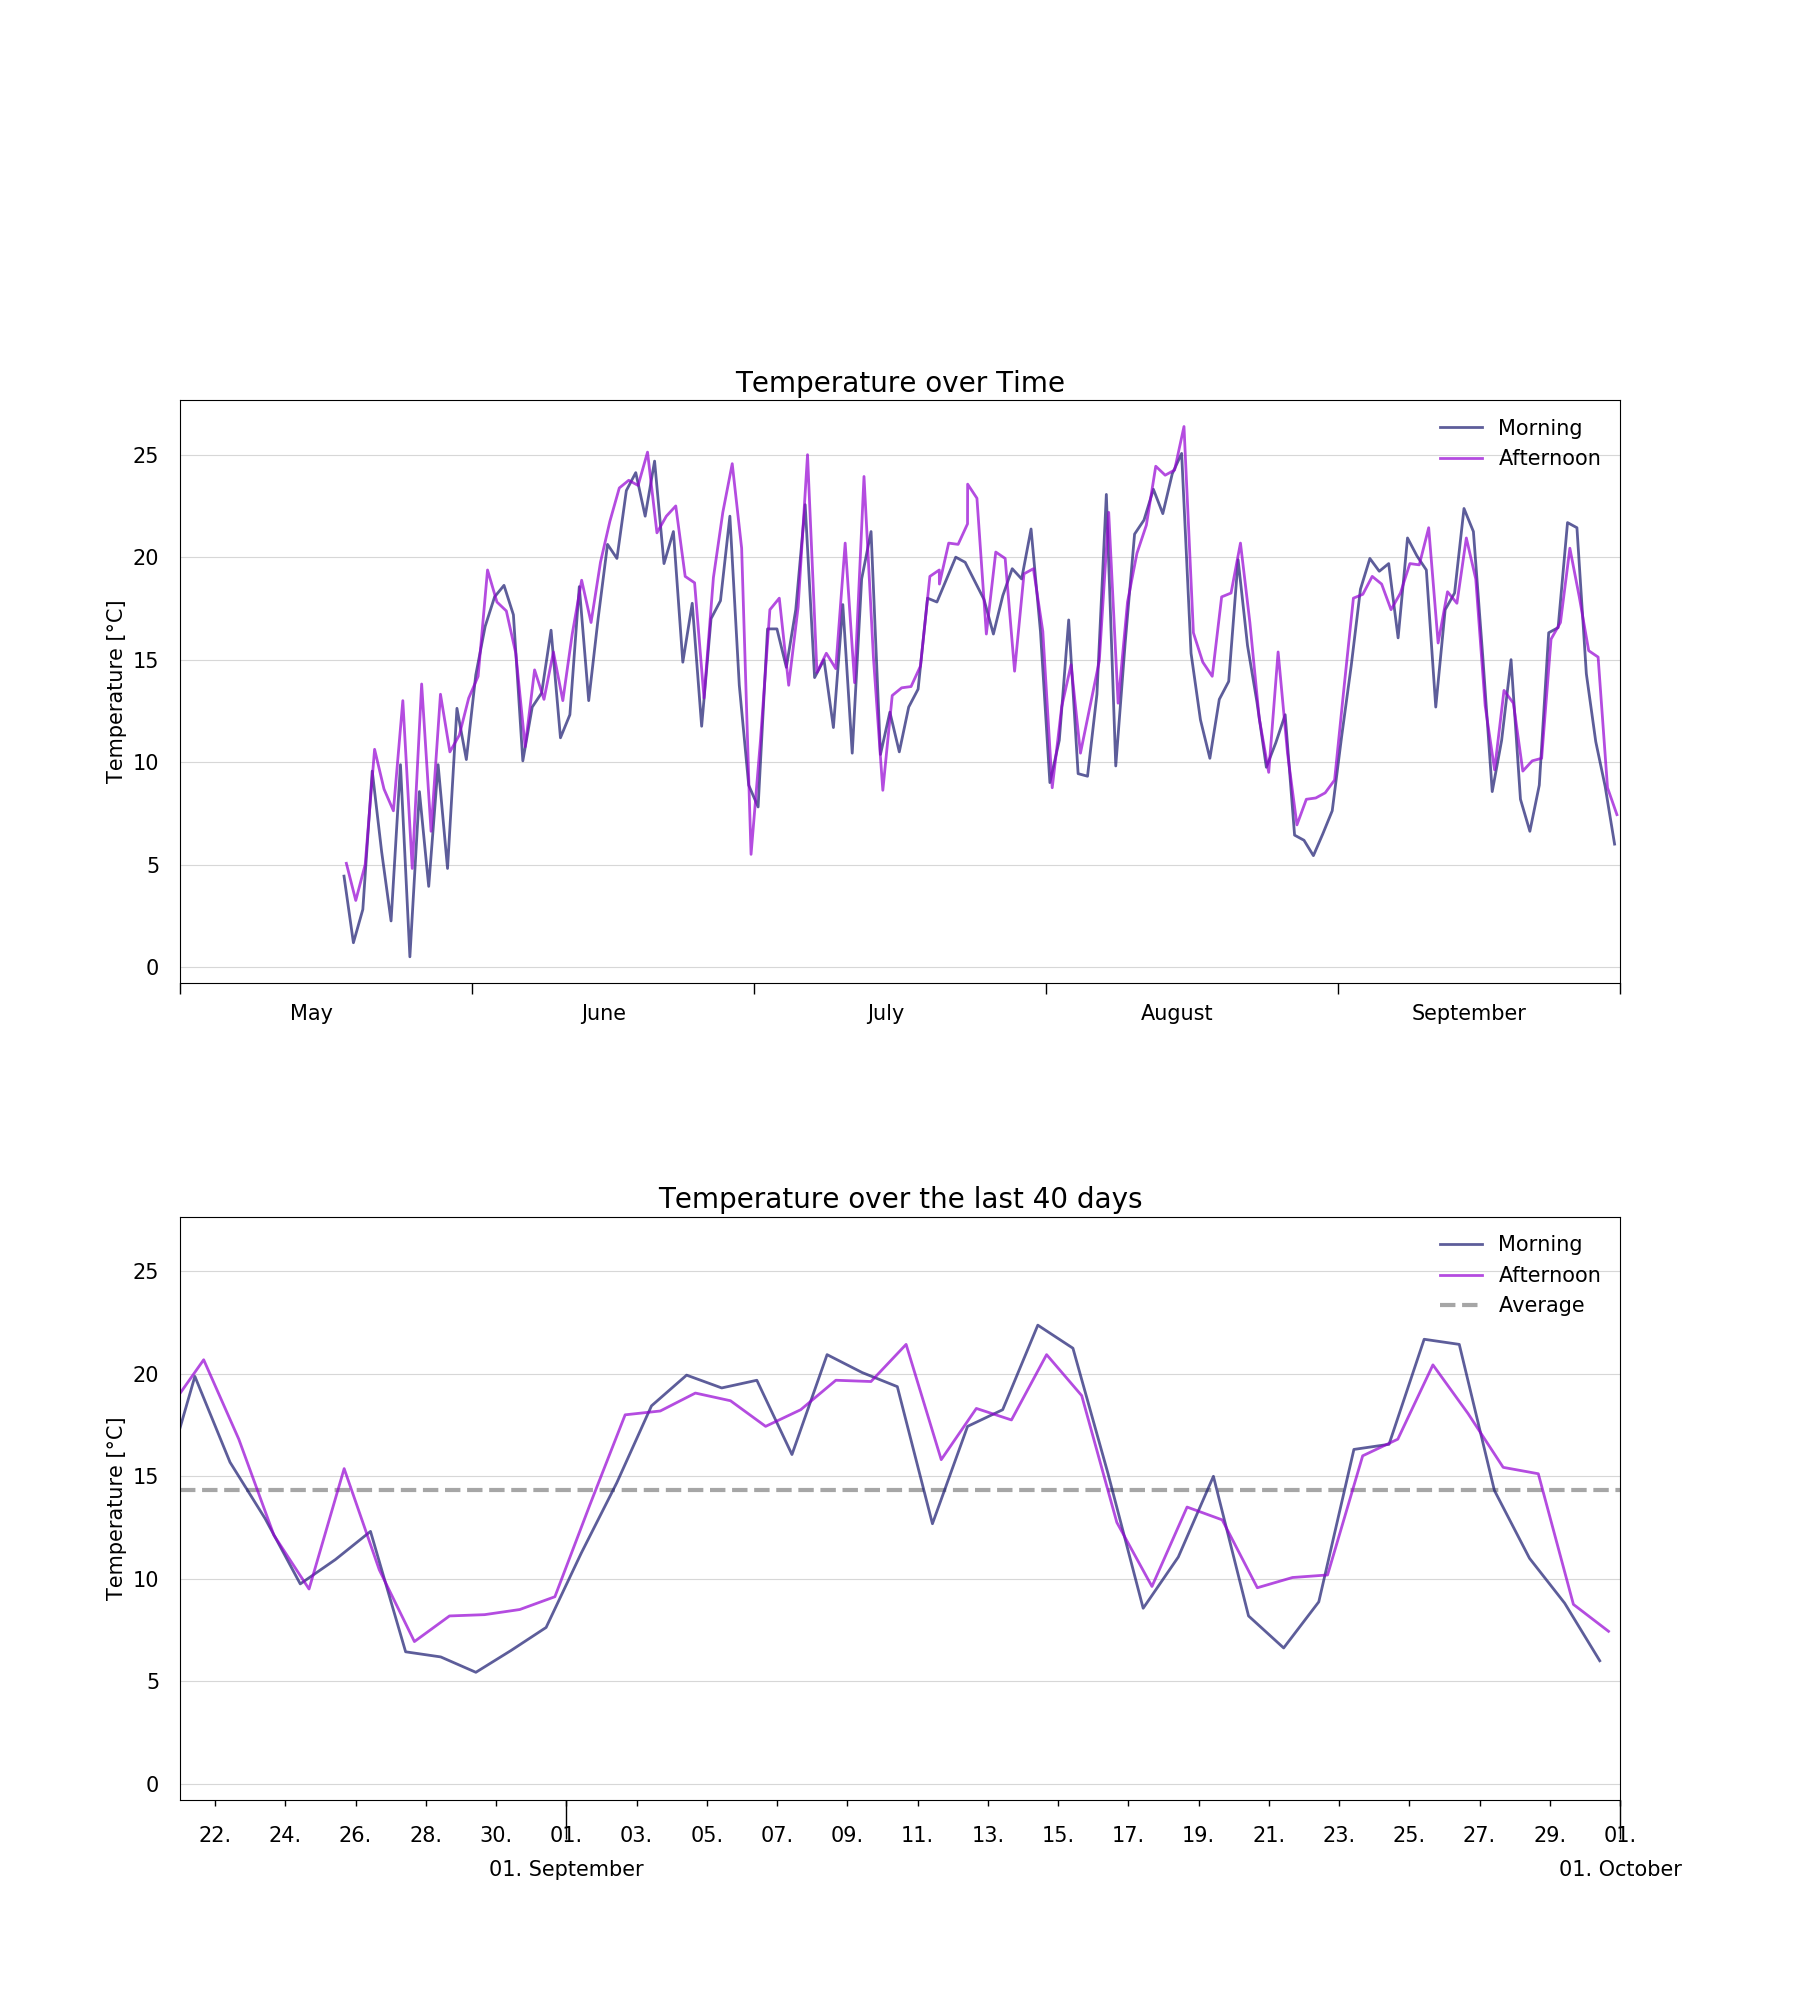 Temperature over Time
Morning
Afternoon
25
20
15
10
5
0
Temperature [°C]
May June July August September
Temperature over the last 40 days
Morning
Afternoon
Average
25
20
15
10
5
0
Temperature [°C]
22. 24. 26. 28. 30. 01. 03. 05. 07. 09. 11. 13. 15. 17. 19. 21. 23. 25. 27. 29. 01.
01. September 01. October